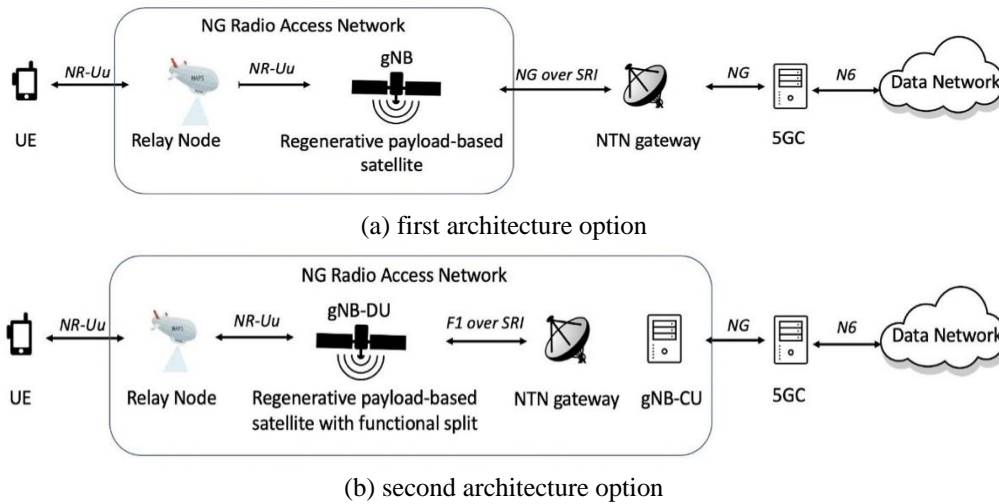 NG Radio Access Network
gNB
NR-Uu NR-Uu NG over SRI NG N6
Data Network
UE Relay Node Regenerative payload-based satellite NTN gateway 5GC
(a) first architecture option
NG Radio Access Network
gNB-DU
NR-Uu NR-Uu F1 over SRI NG N6
Data Network
UE Relay Node Regenerative payload-based satellite with functional split NTN gateway gNB-CU 5GC
(b) second architecture option